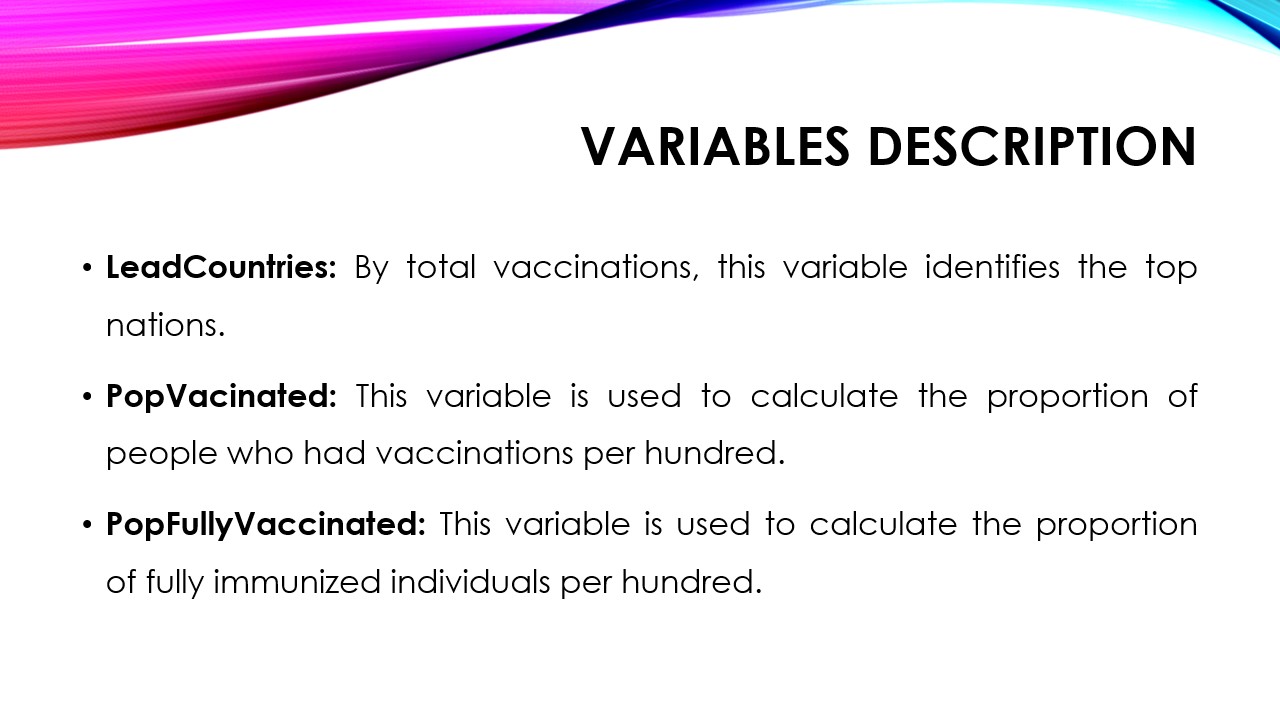 VARIABLES DESCRIPTION
• LeadCountries: By total vaccinations, this variable identifies the top
nations.
• PopVacinated: This variable is used to calculate the proportion of
people who had vaccinations per hundred.
• PopFullyVaccinated: This variable is used to calculate the proportion
of fully immunized individuals per hundred.